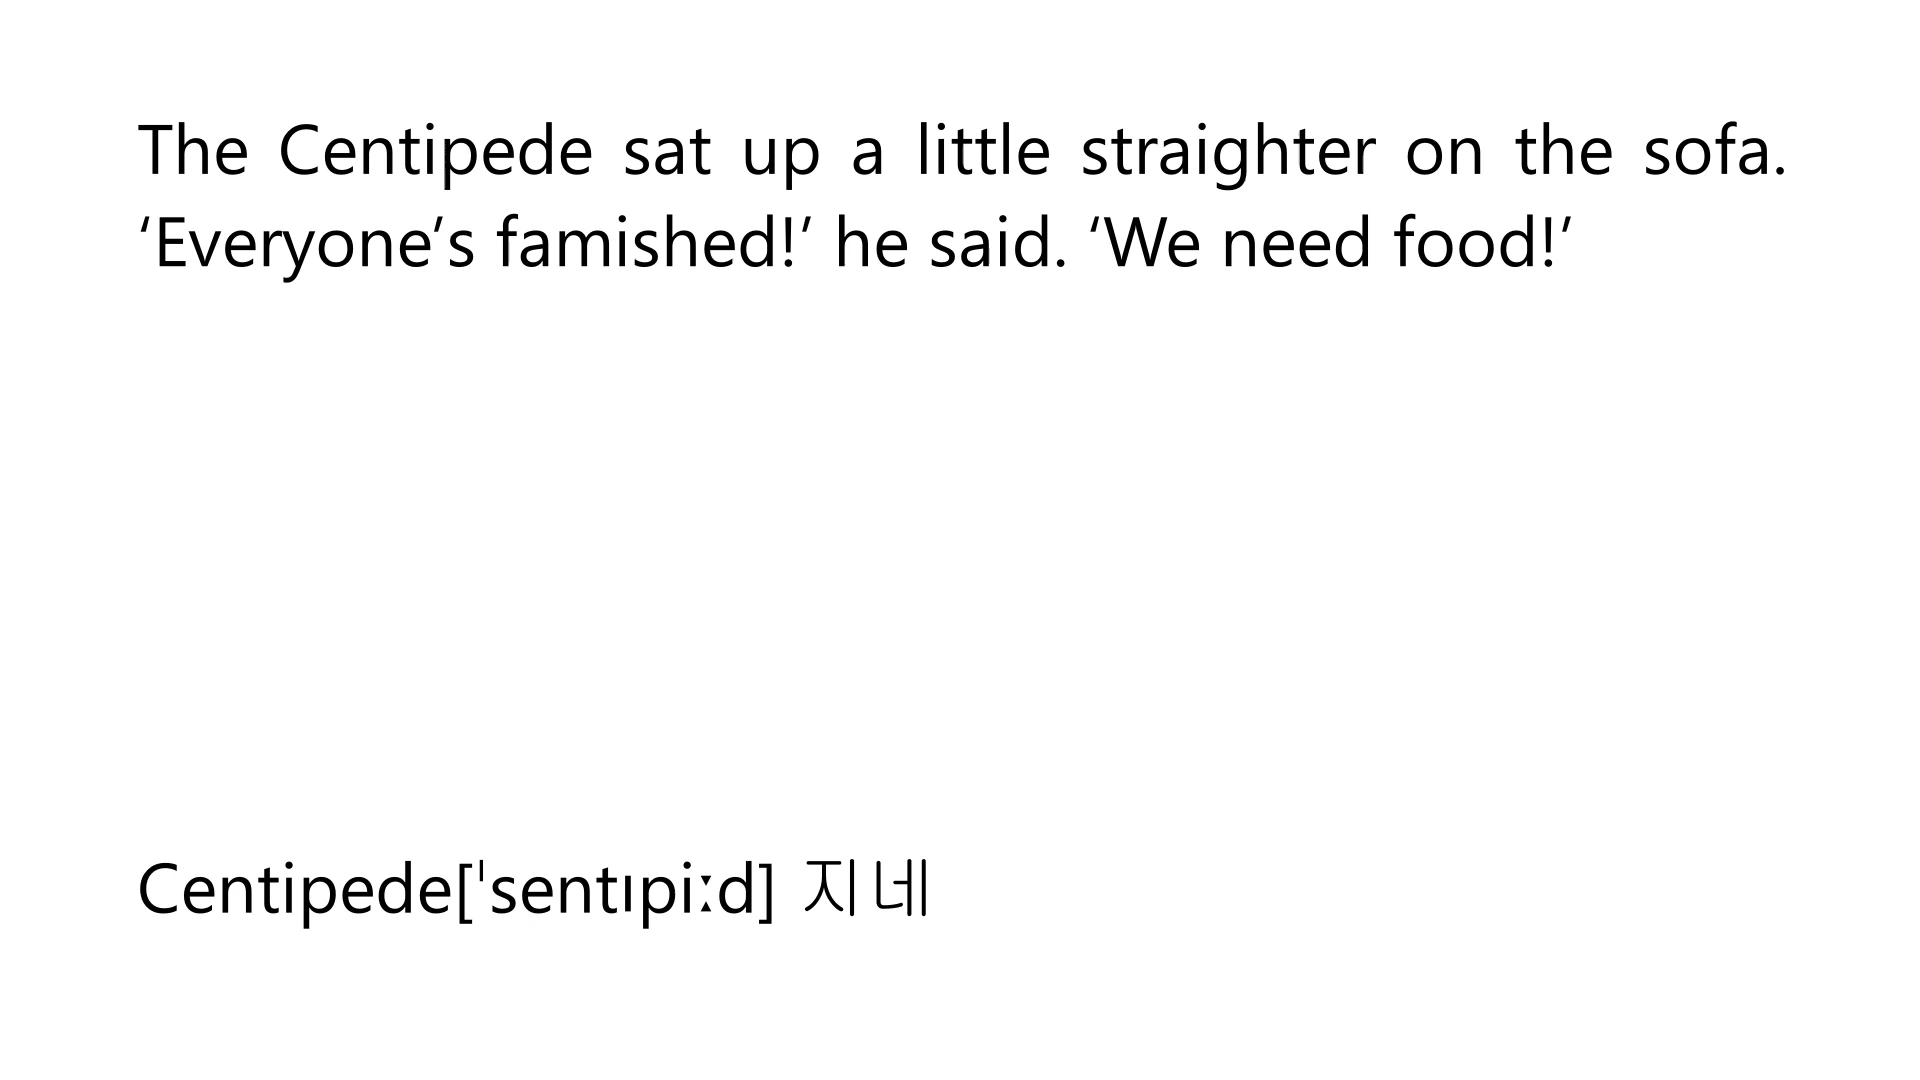 The Centipede sat up a little straighter on the sofa.
‘Everyone’s famished!’ he said. ‘We need food!’
Centipede[ˈsentɪpiːd] 지네